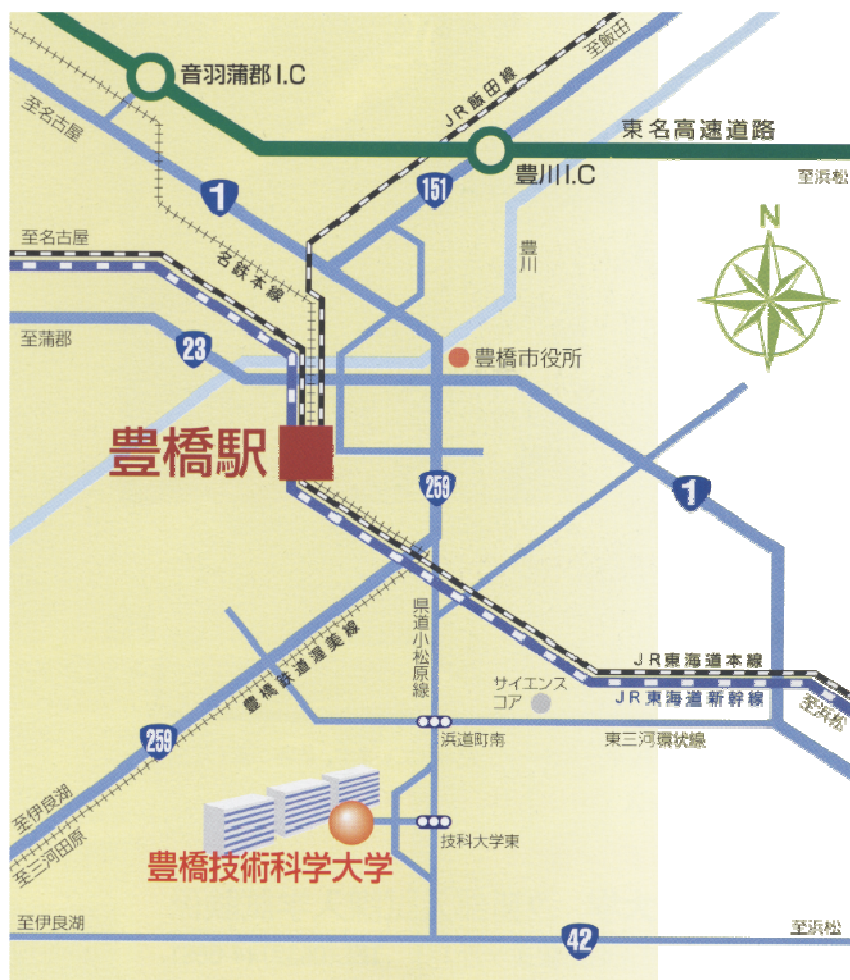 音羽蒲郡I.C
至飯田
JR飯田線
至名古屋
東名高速道路
豊川I.C
至浜松
151
1
N
至名古屋
名鉄本線
豊川
至蒲郡
23
豊橋市役所
豊橋駅
259
1
県道小松原線
豊橋鉄道渥美線
JR東海道本線
サイエンス
コア
JR東海道新幹線
至浜松
259
浜道町南
東三河環状線
至伊良湖
至三河田原
技科大学東
豊橋技術科学大学
至伊良湖
42
至浜松